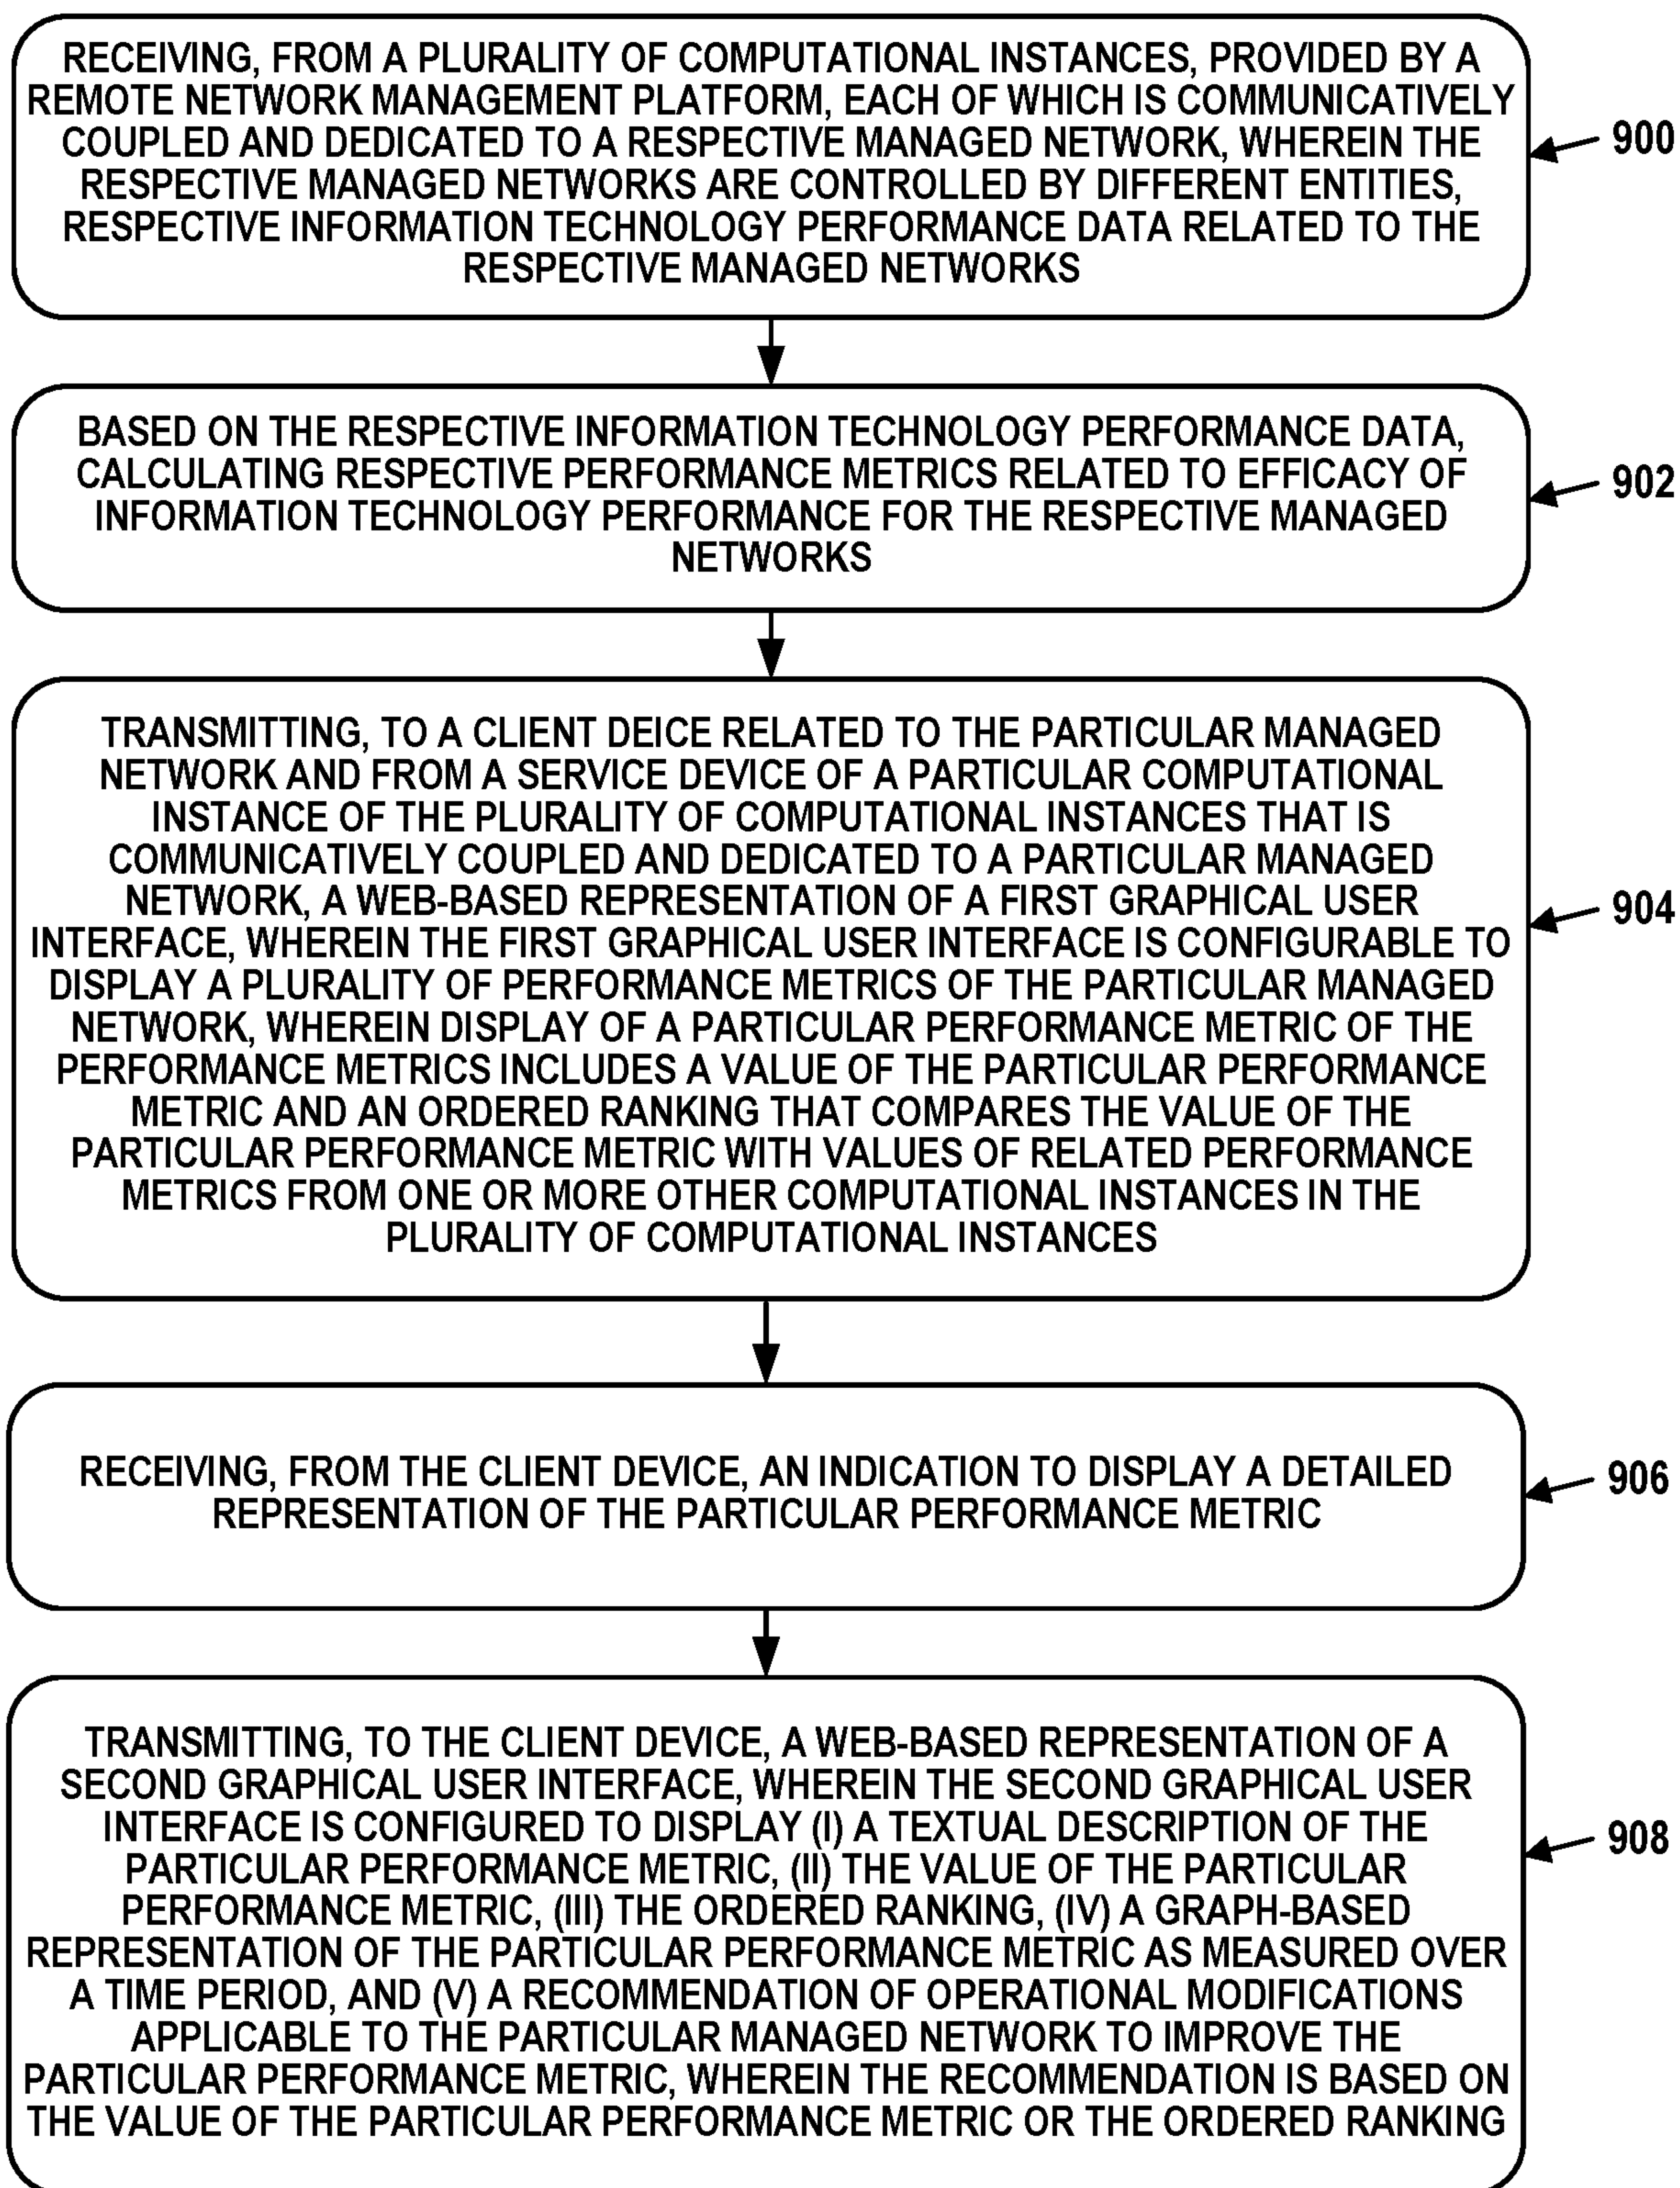 RECEIVING, FROM A PLURALITY OF COMPUTATIONAL INSTANCES, PROVIDED BY A
REMOTE NETWORK MANAGEMENT PLATFORM, EACH OF WHICH IS COMMUNICATIVELY
COUPLED AND DEDICATED TO A RESPECTIVE MANAGED NETWORK, WHEREIN THE
RESPECTIVE MANAGED NETWORKS ARE CONTROLLED BY DIFFERENT ENTITIES,
RESPECTIVE INFORMATION TECHNOLOGY PERFORMANCE DATA RELATED TO THE
RESPECTIVE MANAGED NETWORKS
900
BASED ON THE RESPECTIVE INFORMATION TECHNOLOGY PERFORMANCE DATA,
CALCULATING RESPECTIVE PERFORMANCE METRICS RELATED TO EFFICACY OF
INFORMATION TECHNOLOGY PERFORMANCE FOR THE RESPECTIVE MANAGED
NETWORKS
902
TRANSMITTING, TO A CLIENT DEICE RELATED TO THE PARTICULAR MANAGED
NETWORK AND FROM A SERVICE DEVICE OF A PARTICULAR COMPUTATIONAL
INSTANCE OF THE PLURALITY OF COMPUTATIONAL INSTANCES THAT IS
COMMUNICATIVELY COUPLED AND DEDICATED TO A PARTICULAR MANAGED
NETWORK, A WEB-BASED REPRESENTATION OF A FIRST GRAPHICAL USER
INTERFACE, WHEREIN THE FIRST GRAPHICAL USER INTERFACE IS CONFIGURABLE TO
DISPLAY A PLURALITY OF PERFORMANCE METRICS OF THE PARTICULAR MANAGED
NETWORK, WHEREIN DISPLAY OF A PARTICULAR PERFORMANCE METRIC OF THE
PERFORMANCE METRICS INCLUDES A VALUE OF THE PARTICULAR PERFORMANCE
METRIC AND AN ORDERED RANKING THAT COMPARES THE VALUE OF THE
PARTICULAR PERFORMANCE METRIC WITH VALUES OF RELATED PERFORMANCE
METRICS FROM ONE OR MORE OTHER COMPUTATIONAL INSTANCES IN THE
PLURALITY OF COMPUTATIONAL INSTANCES
904
RECEIVING, FROM THE CLIENT DEVICE, AN INDICATION TO DISPLAY A DETAILED
REPRESENTATION OF THE PARTICULAR PERFORMANCE METRIC
906
TRANSMITTING, TO THE CLIENT DEVICE, A WEB-BASED REPRESENTATION OF A
SECOND GRAPHICAL USER INTERFACE, WHEREIN THE SECOND GRAPHICAL USER
INTERFACE IS CONFIGURED TO DISPLAY (I) A TEXTUAL DESCRIPTION OF THE
PARTICULAR PERFORMANCE METRIC, (II) THE VALUE OF THE PARTICULAR
PERFORMANCE METRIC, (III) THE ORDERED RANKING, (IV) A GRAPH-BASED
REPRESENTATION OF THE PARTICULAR PERFORMANCE METRIC AS MEASURED OVER
A TIME PERIOD, AND (V) A RECOMMENDATION OF OPERATIONAL MODIFICATIONS
APPLICABLE TO THE PARTICULAR MANAGED NETWORK TO IMPROVE THE
PARTICULAR PERFORMANCE METRIC, WHEREIN THE RECOMMENDATION IS BASED ON
THE VALUE OF THE PARTICULAR PERFORMANCE METRIC OR THE ORDERED RANKING
908